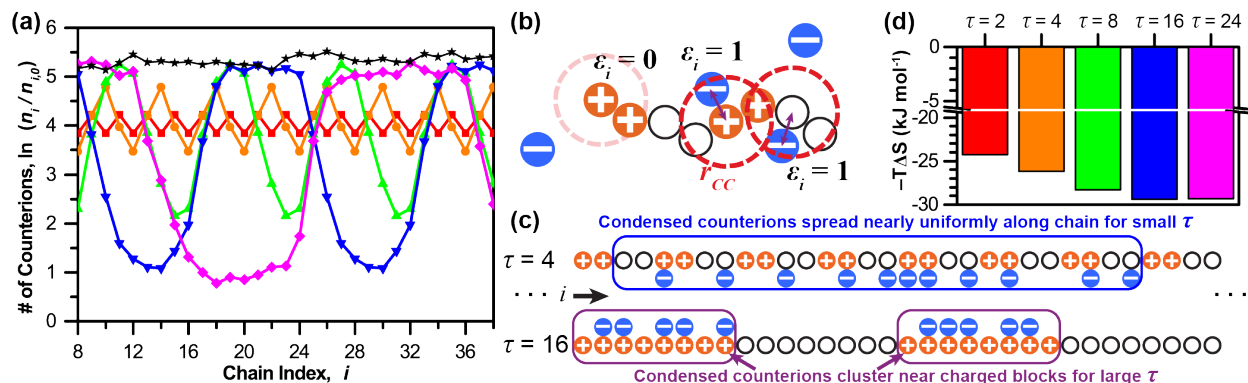 (a)
# of Counterions, ln (n_i / n_i,0)
6
5
4
3
2
1
0
8 12 16 20 24 28 32 36
Chain Index, i
(b)
ε_i = 0
ε_i = 1
r_CC
ε_i = 1
(d)
τ = 2 τ = 4 τ = 8 τ = 16 τ = 24
−TΔS (kJ mol⁻¹)
0
-5
-20
-25
-30
(c)
Condensed counterions spread nearly uniformly along chain for small τ
τ = 4
· · · i · · ·
τ = 16
Condensed counterions cluster near charged blocks for large τ